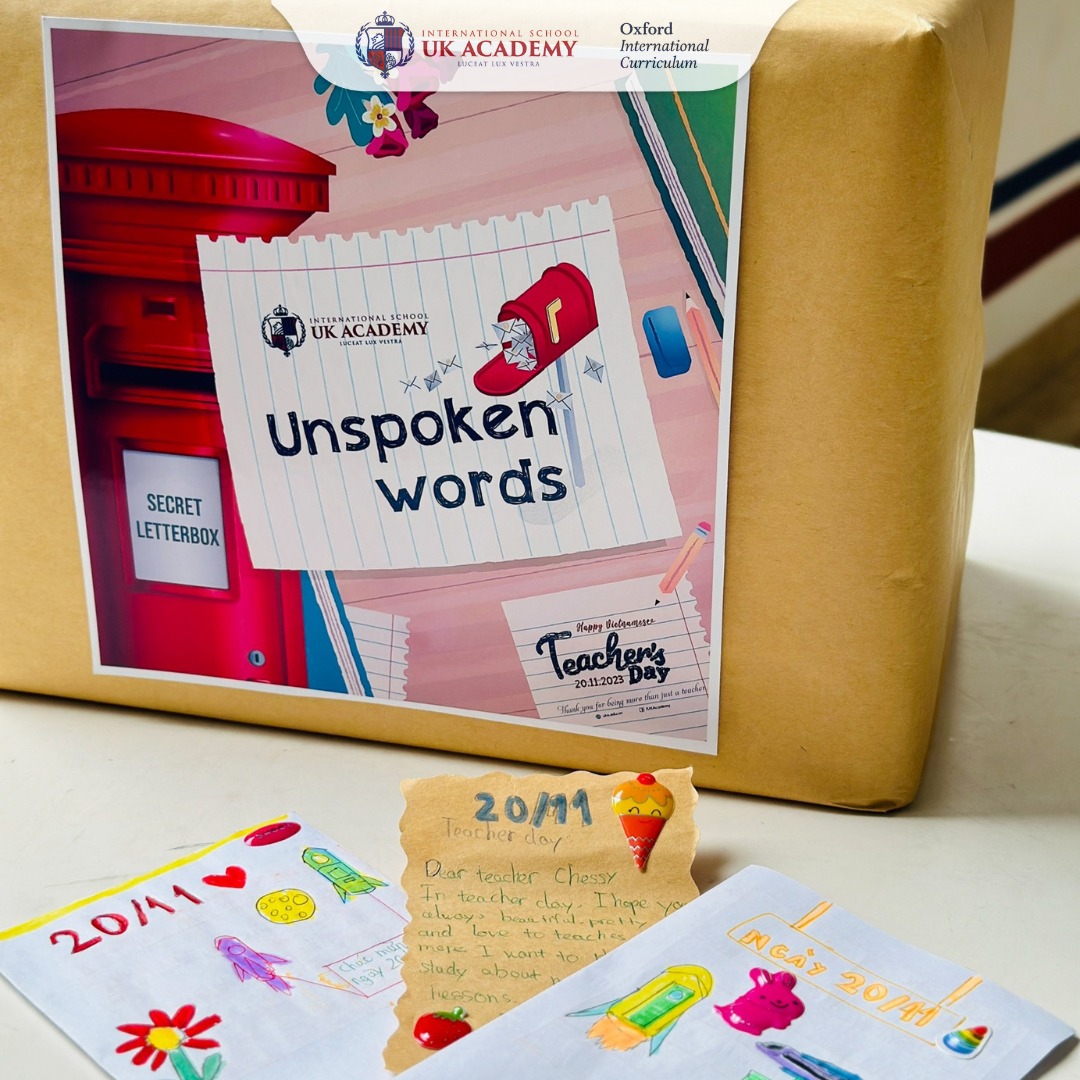 INTERNATIONAL SCHOOL
UK ACADEMY
LUCEAT LUX VESTRA
Oxford
International
Curriculum
INTERNATIONAL SCHOOL
UK ACADEMY
LUCEAT LUX VESTRA
Unspoken
words
SECRET
LETTERBOX
Happy Vietnamese
Teacher's
Day
20.11.2023
Thank you for being more than just a teacher
20/11
Teacher day
Dear teacher Chessy
In teacher day. I hope
always beautiful, pretty
and love to teaches
more I want to
study about
lessons.
20/11
Chúc
ngày
NGÀY 20/11